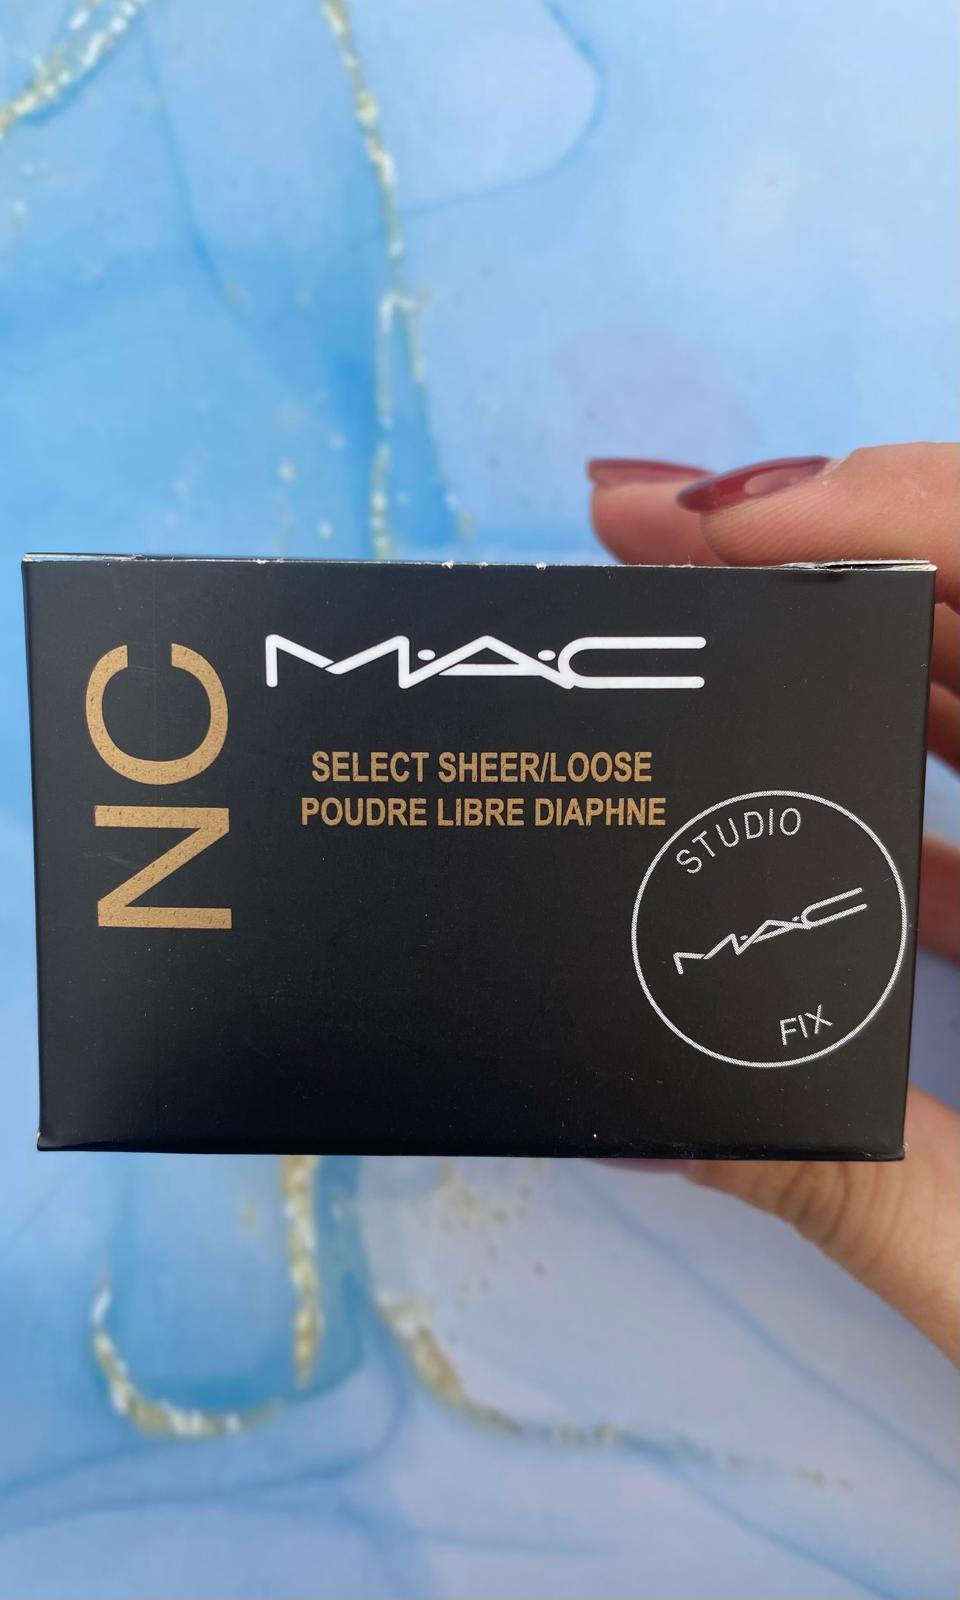 NC
M·A·C
SELECT SHEER/LOOSE
POUDRE LIBRE DIAPHNE
STUDIO
M·A·C
FIX